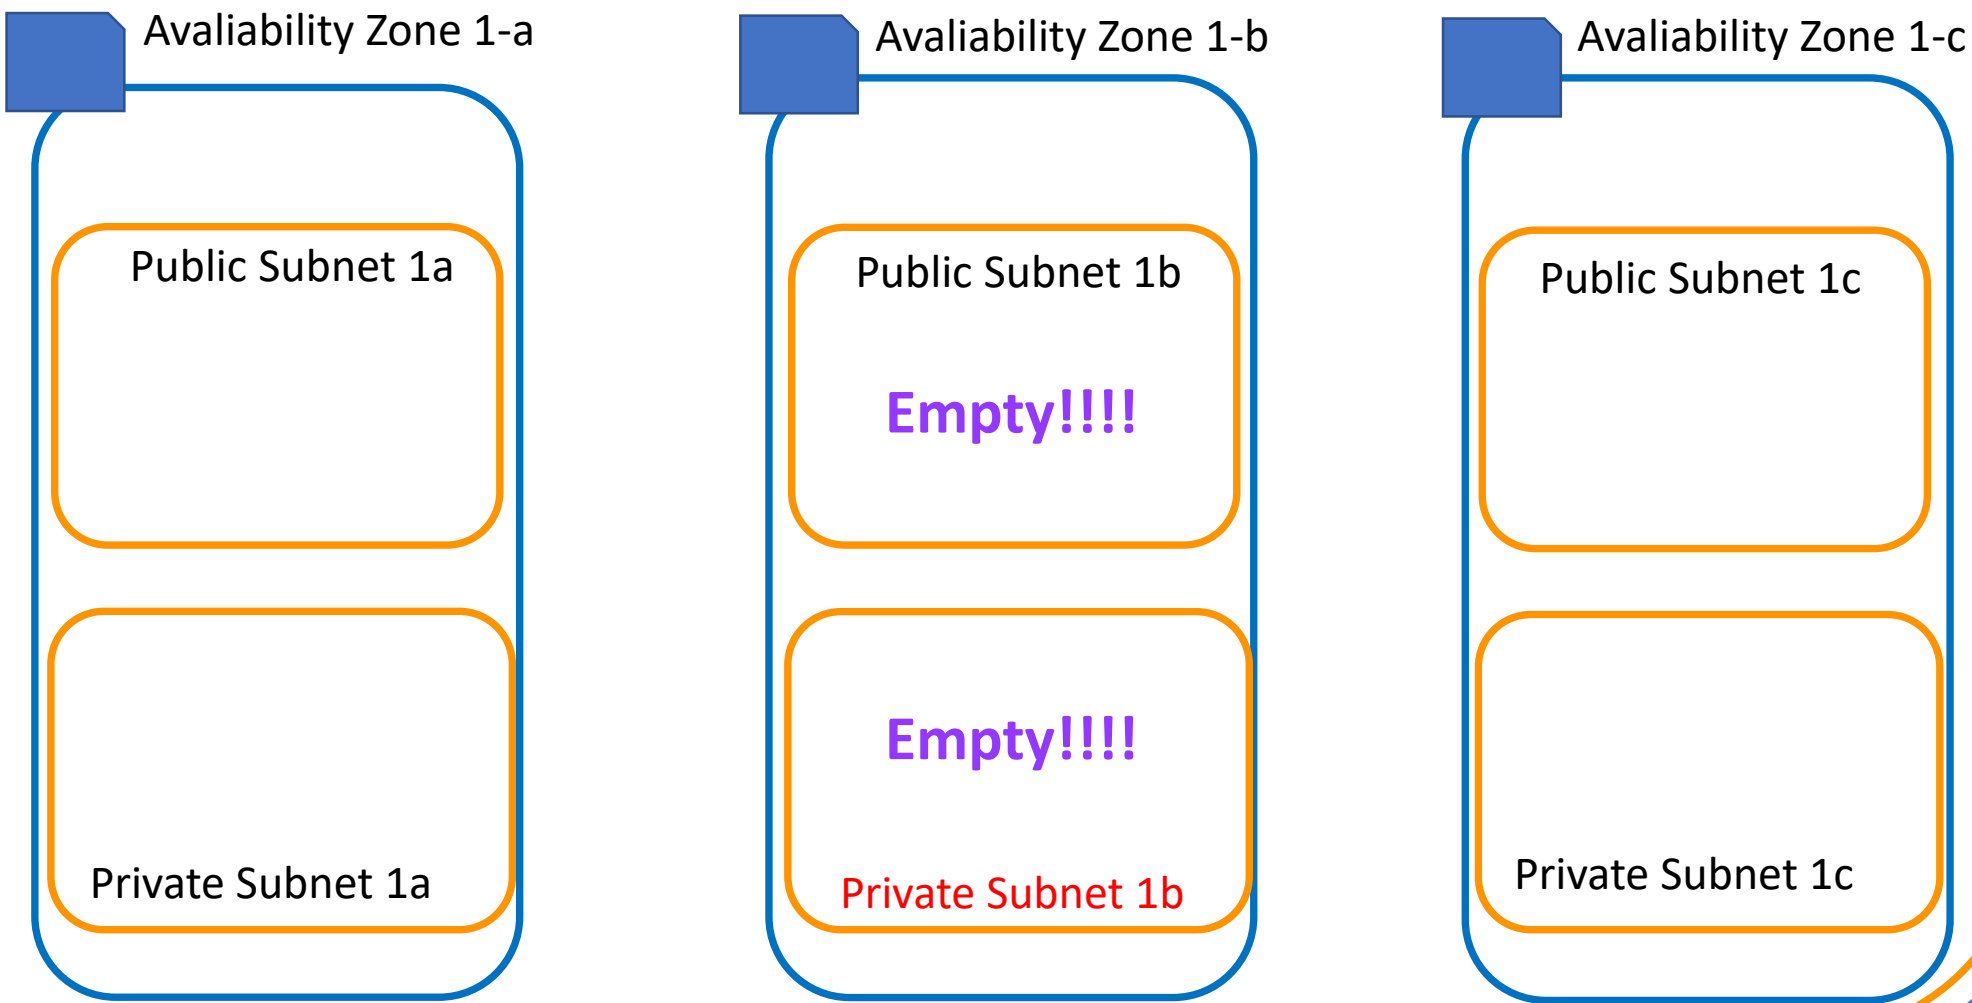 Avaliability Zone 1-a
Public Subnet 1a
Private Subnet 1a
Avaliability Zone 1-b
Public Subnet 1b
Empty!!!!
Empty!!!!
Private Subnet 1b
Avaliability Zone 1-c
Public Subnet 1c
Private Subnet 1c